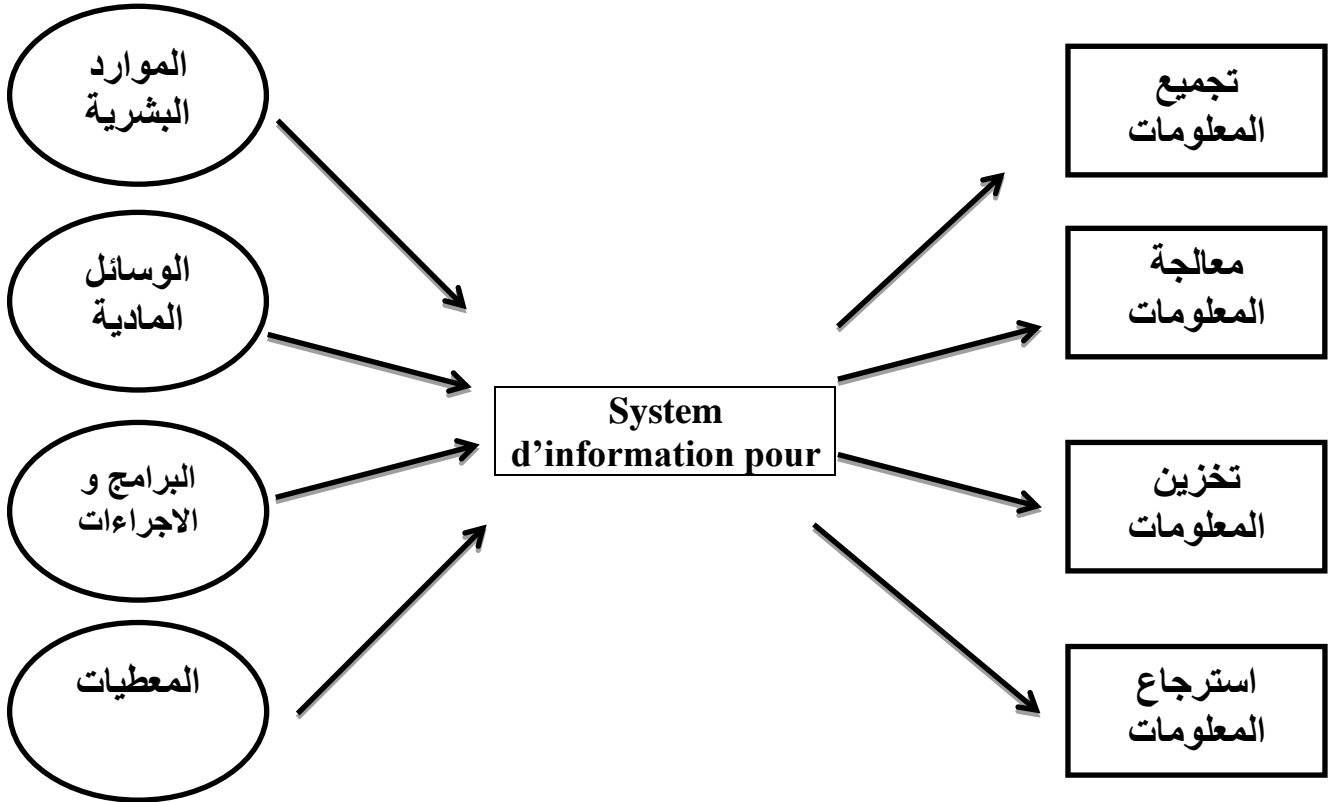 الموارد
البشرية
الوسائل
المادية
البرامج و
الاجراءات
المعطيات
System
d’information pour
تجميع
المعلومات
معالجة
المعلومات
تخزين
المعلومات
استرجاع
المعلومات